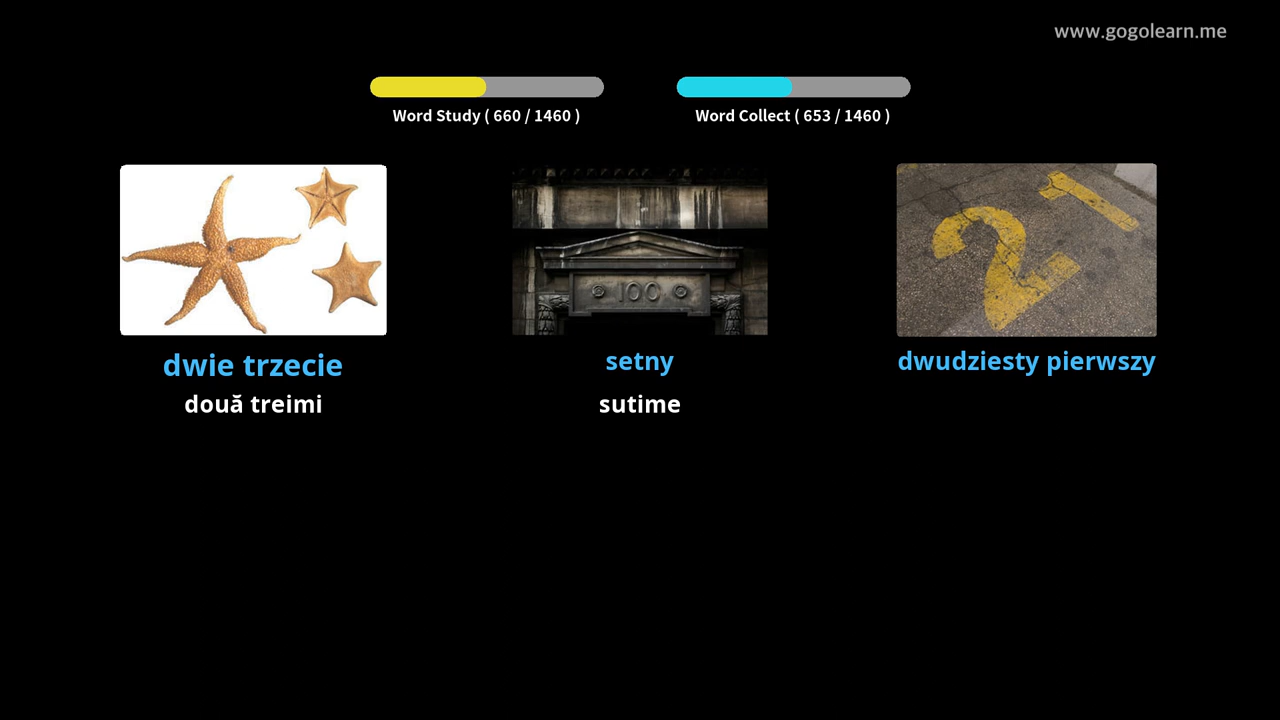 www.gogolearn.me
Word Study ( 660 / 1460 )
Word Collect ( 653 / 1460 )
100
21
dwie trzecie
setny
dwudziesty pierwszy
două treimi
sutime